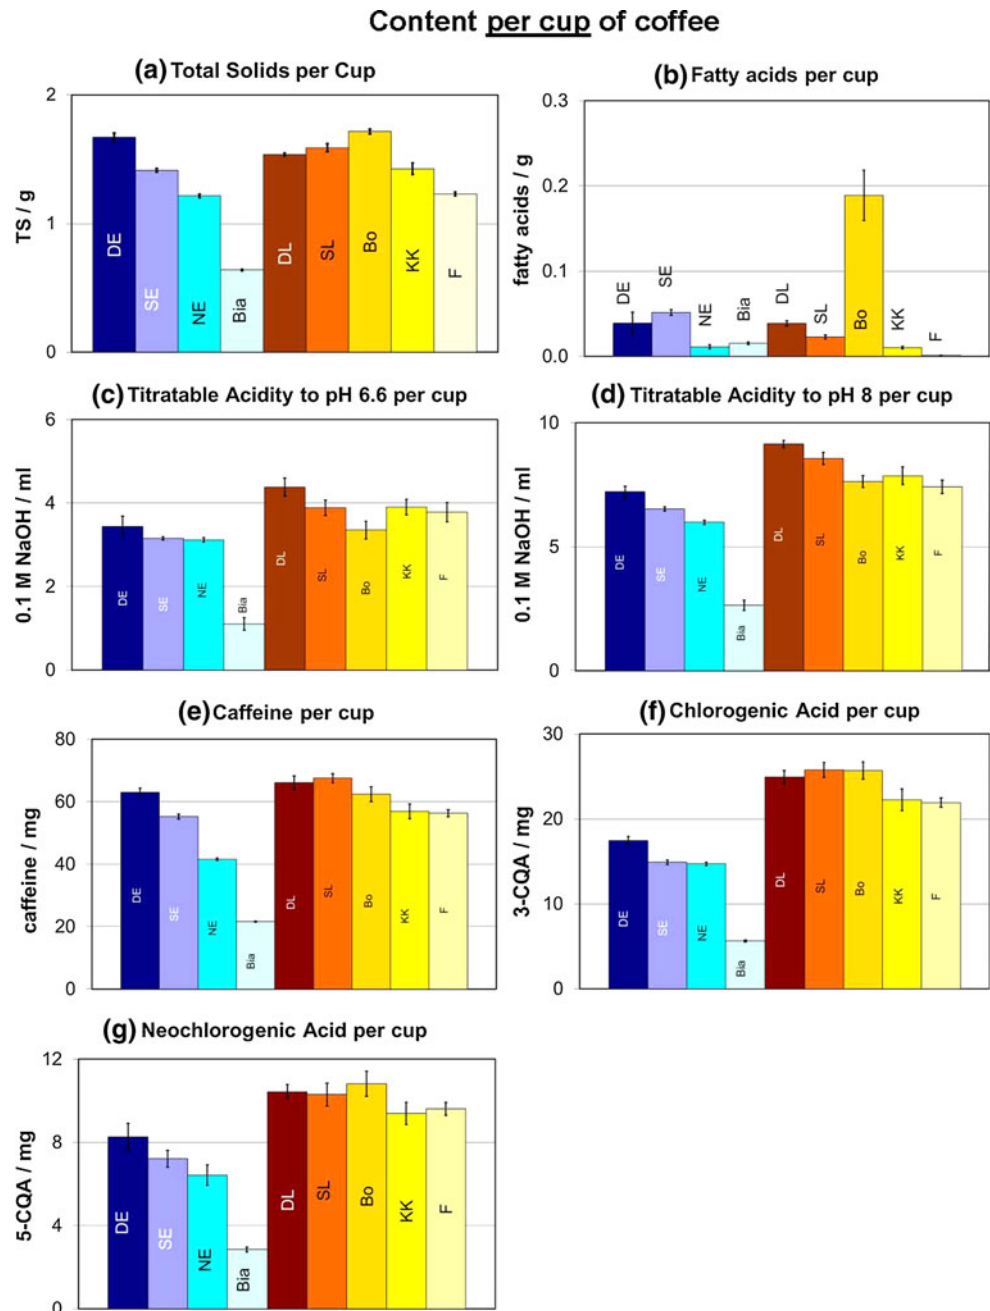 Content per cup of coffee
(a) Total Solids per Cup
2
1
0
TS / g
DE
SE
NE
Bia
DL
SL
Bo
KK
F
(b) Fatty acids per cup
0.3
0.2
0.1
0.0
fatty acids / g
DE
SE
NE
Bia
DL
SL
Bo
KK
F
(c) Titratable Acidity to pH 6.6 per cup
6
4
2
0
0.1 M NaOH / ml
DE
SE
NE
Bia
DL
SL
Bo
KK
F
(d) Titratable Acidity to pH 8 per cup
10
5
0
0.1 M NaOH / ml
DE
SE
NE
Bia
DL
SL
Bo
KK
F
(e) Caffeine per cup
80
60
40
20
0
caffeine / mg
DE
SE
NE
Bia
DL
SL
Bo
KK
F
(f) Chlorogenic Acid per cup
30
20
10
0
3-CQA / mg
DE
SE
NE
Bia
DL
SL
Bo
KK
F
(g) Neochlorogenic Acid per cup
12
8
4
0
5-CQA / mg
DE
SE
NE
Bia
DL
SL
Bo
KK
F